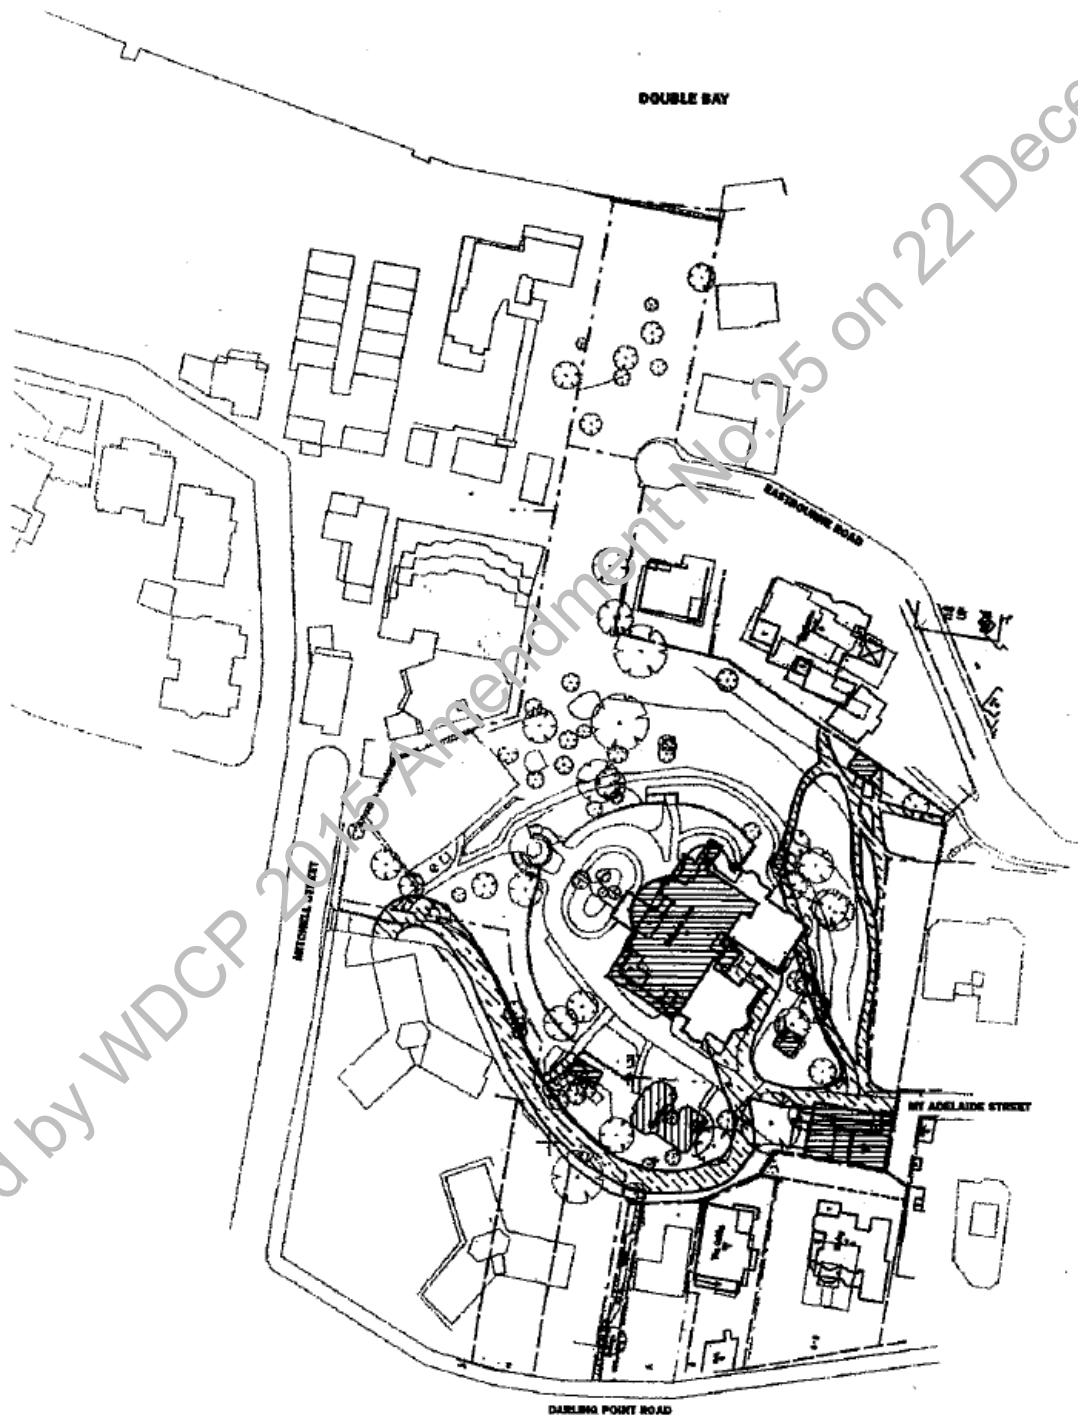 DOUBLE BAY
EASTBOURNE ROAD
MITCHELL STREET
MT ADELAIDE STREET
DARLING POINT ROAD
d by WDCP 2015 Amendment No.25 on 22 Dece